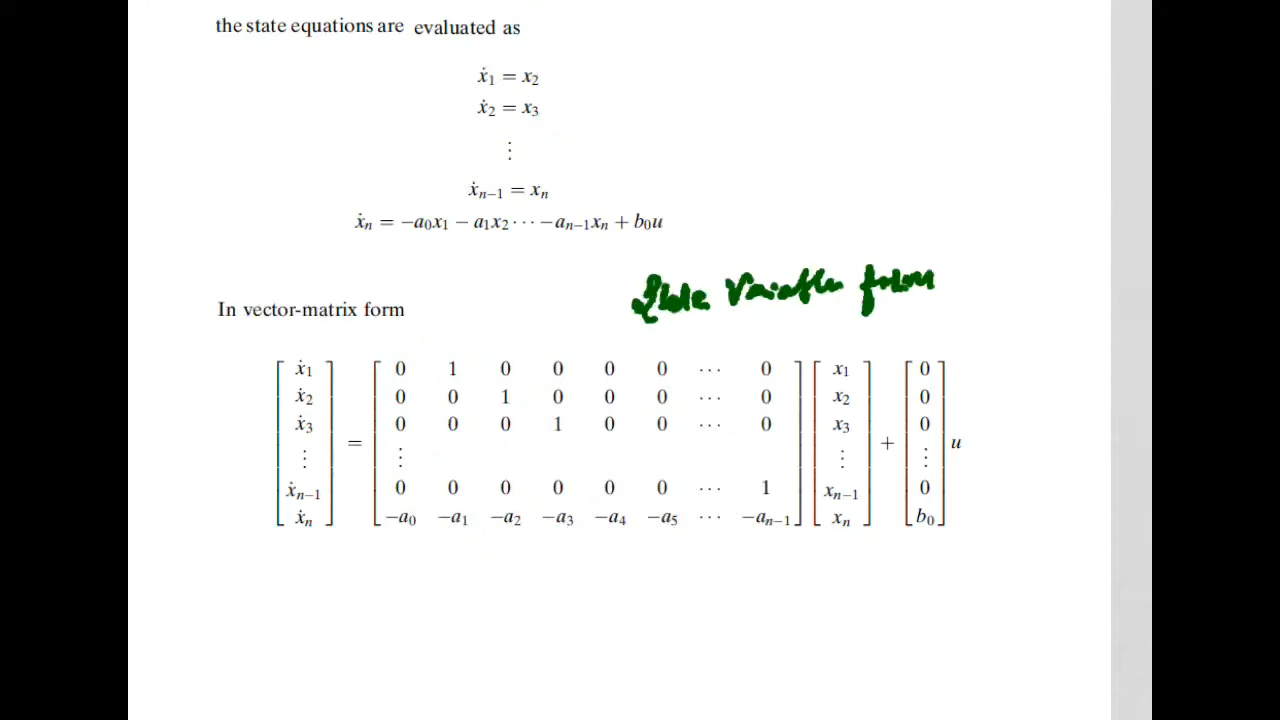 the state equations are evaluated as
ẋ₁ = x₂
ẋ₂ = x₃
⋮
ẋₙ₋₁ = xₙ
ẋₙ = −a₀x₁ − a₁x₂ ⋯ −aₙ₋₁xₙ + b₀u
State Variable form
In vector-matrix form
[ẋ₁] = [0 1 0 0 0 0 ⋯ 0] [x₁] + [0] u
[ẋ₂] [0 0 1 0 0 0 ⋯ 0] [x₂] [0]
[ẋ₃] [0 0 0 1 0 0 ⋯ 0] [x₃] [0]
[⋮] [⋮] [⋮] [⋮]
[ẋₙ₋₁] [0 0 0 0 0 0 ⋯ 1] [xₙ₋₁] [0]
[ẋₙ] [−a₀ −a₁ −a₂ −a₃ −a₄ −a₅ ⋯ −aₙ₋₁] [xₙ] [b₀]